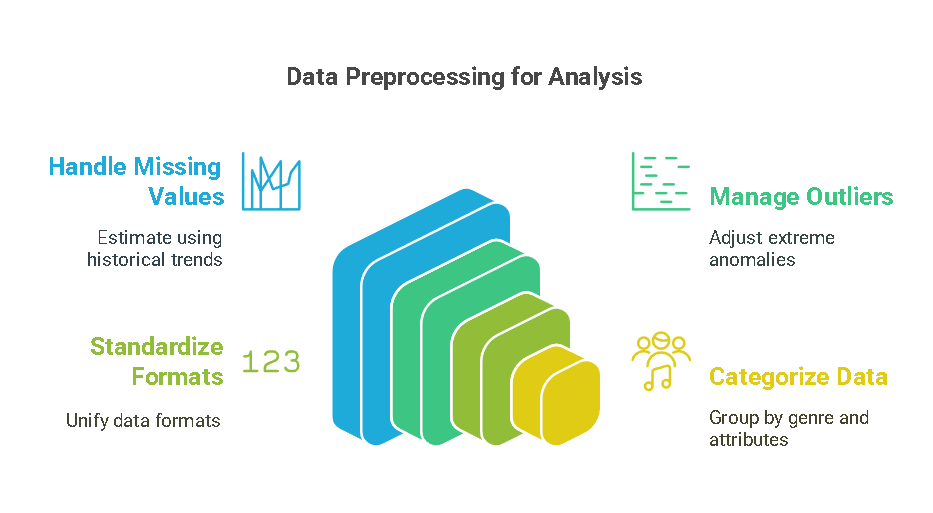 Data Preprocessing for Analysis
Handle Missing
Values
Estimate using
historical trends
Manage Outliers
Adjust extreme
anomalies
Standardize
Formats
123
Unify data formats
Categorize Data
Group by genre and
attributes